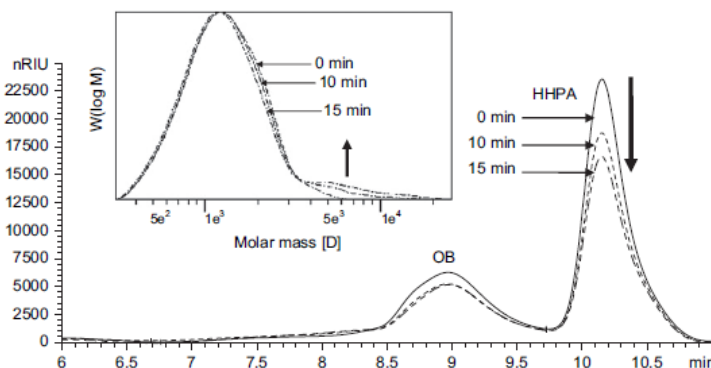 nRIU
22500
20000
17500
15000
12500
10000
7500
5000
2500
0
6 6.5 7 7.5 8 8.5 9 9.5 10 10.5 min
W/(log M)
0 min
10 min
15 min
5e² 1e³ 5e³ 1e⁴
Molar mass [D]
OB
HHPA
0 min
10 min
15 min